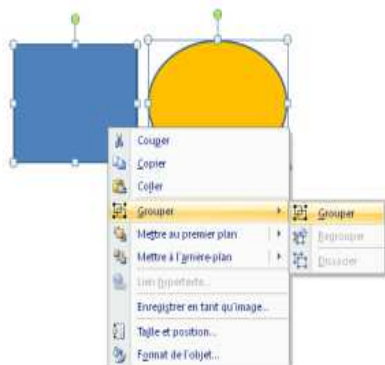 Couper
Copier
Coller
Grouper
Grouper
Mettre au premier plan
Regrouper
Mettre à l'arrière-plan
Dissocier
Lien hypertexte...
Enregistrer en tant qu'image...
Taille et position...
Format de l'objet...